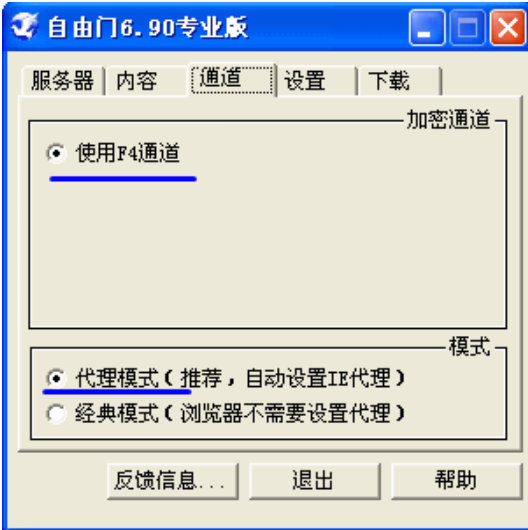 自由门6.90专业版
服务器 内容 通道 设置 下载
加密通道
使用F4通道
模式
代理模式(推荐,自动设置IE代理)
经典模式(浏览器不需要设置代理)
反馈信息... 退出 帮助